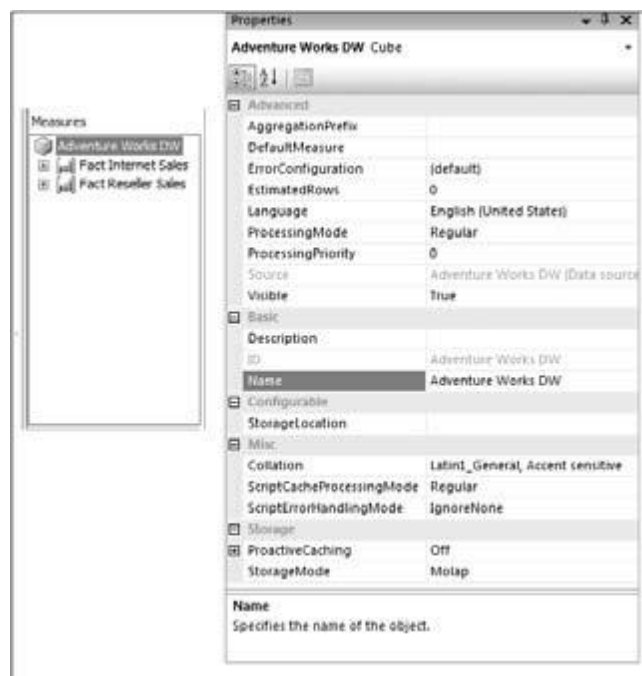 Measures
Adventure Works DW
Fact Internet Sales
Fact Reseller Sales
Properties
Adventure Works DW Cube
Advanced
AggregationPrefix
DefaultMeasure
ErrorConfiguration (default)
EstimatedRows 0
Language English (United States)
ProcessingMode Regular
ProcessingPriority 0
Source Adventure Works DW (Data source
Visible True
Basic
Description
ID Adventure Works DW
Name Adventure Works DW
Configurable
StorageLocation
Misc
Collation Latin1_General, Accent sensitive
ScriptCacheProcessingMode Regular
ScriptErrorHandlingMode IgnoreNone
Storage
ProactiveCaching Off
StorageMode Molap
Name
Specifies the name of the object.